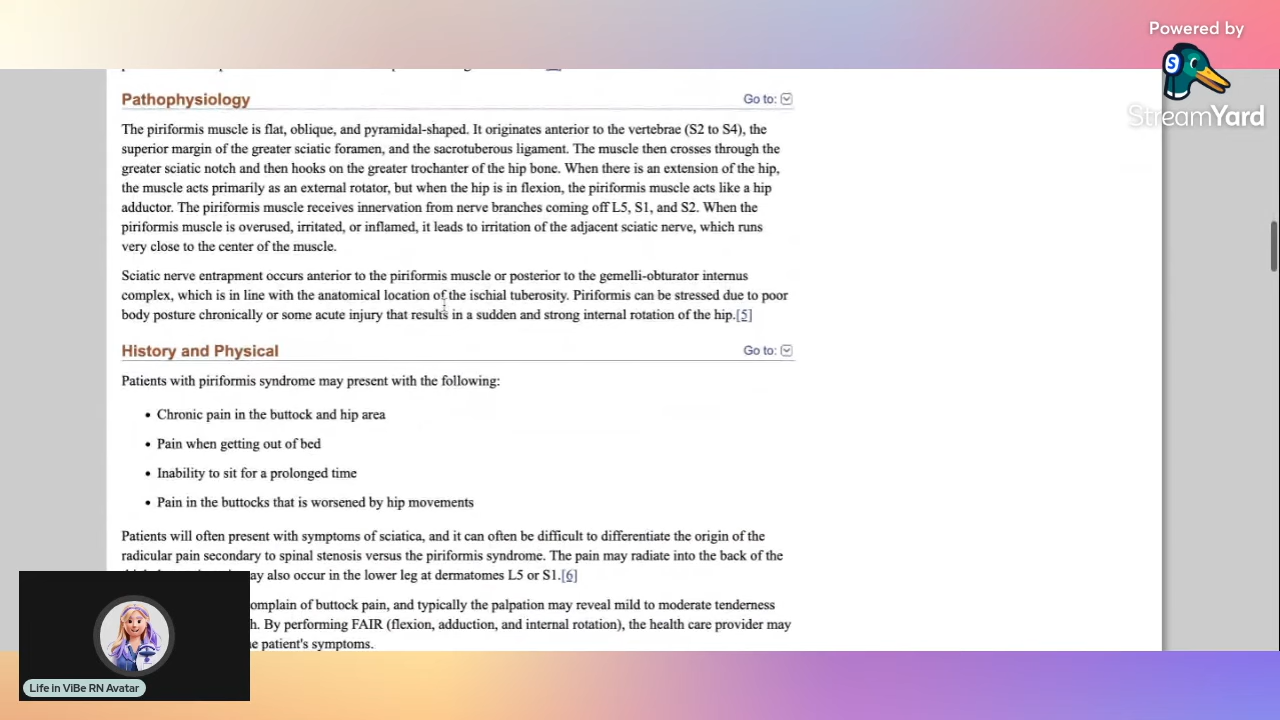 Powered by
StreamYard
Pathophysiology
Go to:
The piriformis muscle is flat, oblique, and pyramidal-shaped. It originates anterior to the vertebrae (S2 to S4), the
superior margin of the greater sciatic foramen, and the sacrotuberous ligament. The muscle then crosses through the
greater sciatic notch and then hooks on the greater trochanter of the hip bone. When there is an extension of the hip,
the muscle acts primarily as an external rotator, but when the hip is in flexion, the piriformis muscle acts like a hip
adductor. The piriformis muscle receives innervation from nerve branches coming off L5, S1, and S2. When the
piriformis muscle is overused, irritated, or inflamed, it leads to irritation of the adjacent sciatic nerve, which runs
very close to the center of the muscle.
Sciatic nerve entrapment occurs anterior to the piriformis muscle or posterior to the gemelli-obturator internus
complex, which is in line with the anatomical location of the ischial tuberosity. Piriformis can be stressed due to poor
body posture chronically or some acute injury that results in a sudden and strong internal rotation of the hip.[5]
History and Physical
Go to:
Patients with piriformis syndrome may present with the following:
• Chronic pain in the buttock and hip area
• Pain when getting out of bed
• Inability to sit for a prolonged time
• Pain in the buttocks that is worsened by hip movements
Patients will often present with symptoms of sciatica, and it can often be difficult to differentiate the origin of the
radicular pain secondary to spinal stenosis versus the piriformis syndrome. The pain may radiate into the back of the
also occur in the lower leg at dermatomes L5 or S1.[6]
omplain of buttock pain, and typically the palpation may reveal mild to moderate tenderness
h. By performing FAIR (flexion, adduction, and internal rotation), the health care provider may
e patient's symptoms.
S
Life in ViBe RN Avatar